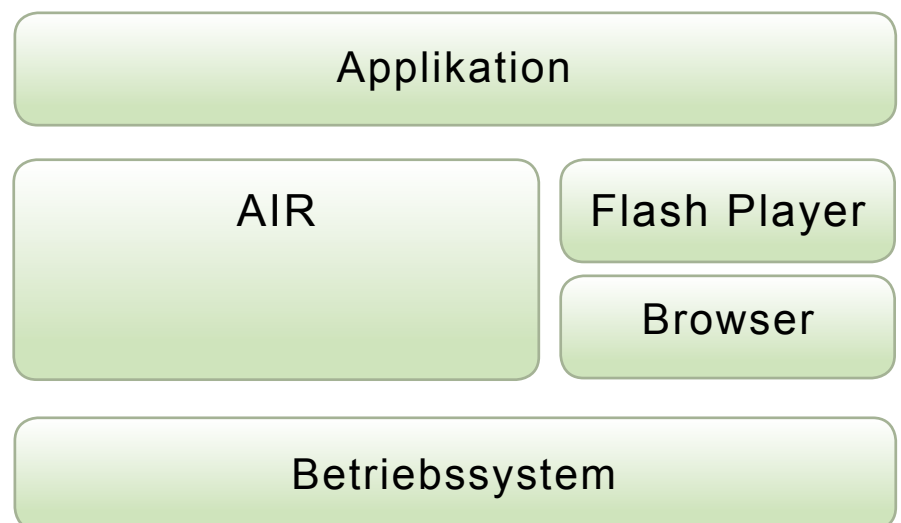 Applikation
AIR
Flash Player
Browser
Betriebssystem